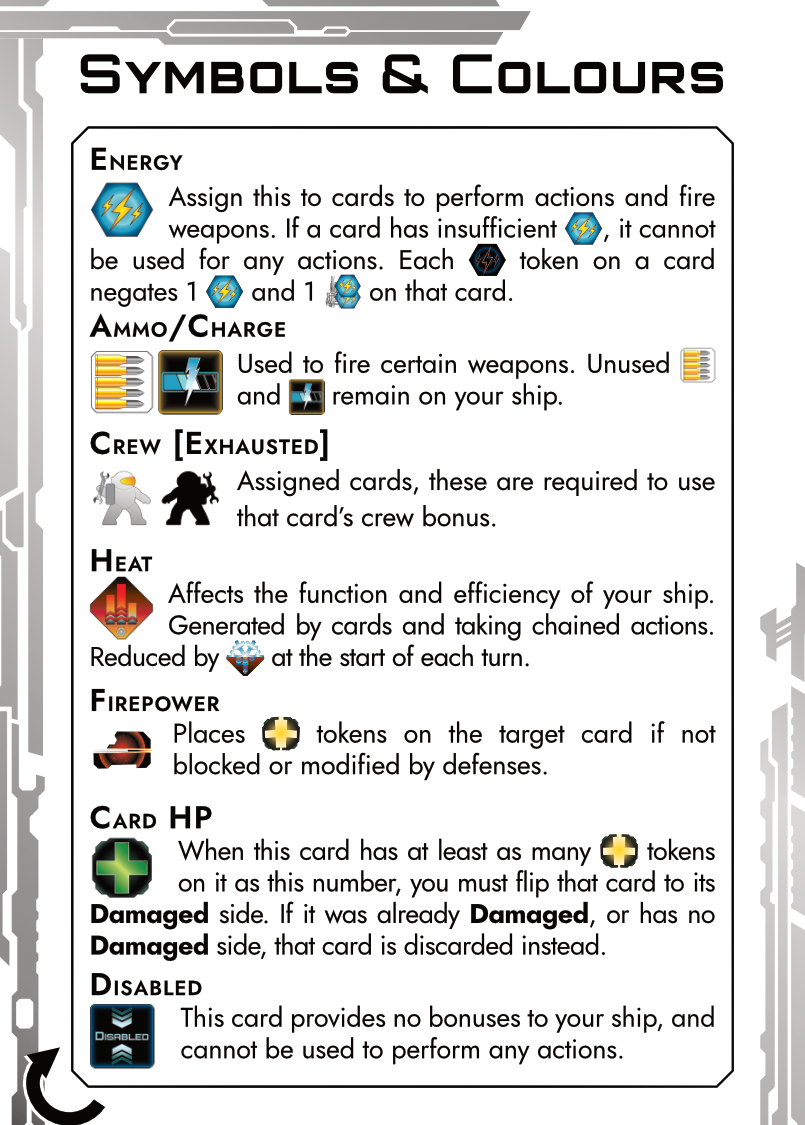 Symbols & Colours
Energy
Assign this to cards to perform actions and fire
weapons. If a card has insufficient , it cannot
be used for any actions. Each token on a card
negates 1 and 1 on that card.
Ammo/Charge
Used to fire certain weapons. Unused
and remain on your ship.
Crew [Exhausted]
Assigned cards, these are required to use
that card’s crew bonus.
Heat
Affects the function and efficiency of your ship.
Generated by cards and taking chained actions.
Reduced by at the start of each turn.
Firepower
Places tokens on the target card if not
blocked or modified by defenses.
Card HP
When this card has at least as many tokens
on it as this number, you must flip that card to its
Damaged side. If it was already Damaged, or has no
Damaged side, that card is discarded instead.
Disabled
Disabled
This card provides no bonuses to your ship, and
cannot be used to perform any actions.